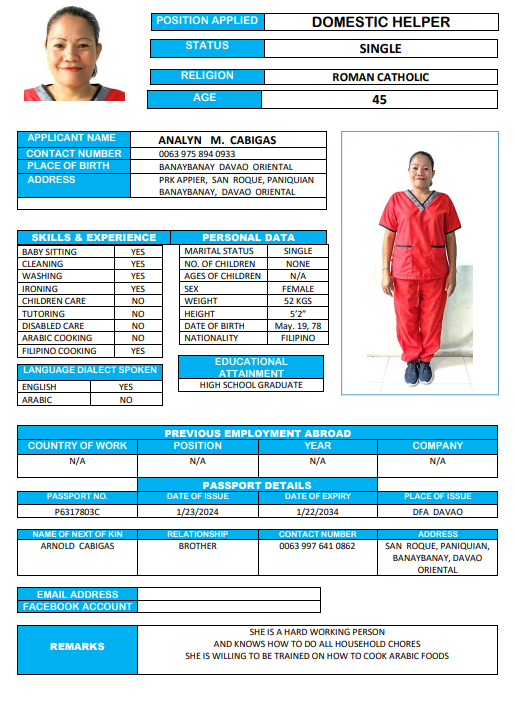 POSITION APPLIED DOMESTIC HELPER
STATUS SINGLE
RELIGION ROMAN CATHOLIC
AGE 45
APPLICANT NAME ANALYN M. CABIGAS
CONTACT NUMBER 0063 975 894 0933
PLACE OF BIRTH BANAYBANAY DAVAO ORIENTAL
ADDRESS PRK APPIER, SAN ROQUE, PANIQUIAN
BANAYBANAY, DAVAO ORIENTAL
SKILLS & EXPERIENCE
BABY SITTING YES
CLEANING YES
WASHING YES
IRONING YES
CHILDREN CARE NO
TUTORING NO
DISABLED CARE NO
ARABIC COOKING NO
FILIPINO COOKING YES
LANGUAGE DIALECT SPOKEN
ENGLISH YES
ARABIC NO
PERSONAL DATA
MARITAL STATUS SINGLE
NO. OF CHILDREN NONE
AGES OF CHILDREN N/A
SEX FEMALE
WEIGHT 52 KGS
HEIGHT 5'2"
DATE OF BIRTH May. 19, 78
NATIONALITY FILIPINO
EDUCATIONAL
ATTAINMENT
HIGH SCHOOL GRADUATE
PREVIOUS EMPLOYMENT ABROAD
COUNTRY OF WORK POSITION YEAR COMPANY
N/A N/A N/A N/A
PASSPORT DETAILS
PASSPORT NO. DATE OF ISSUE DATE OF EXPIRY PLACE OF ISSUE
P6317803C 1/23/2024 1/22/2034 DFA DAVAO
NAME OF NEXT OF KIN RELATIONSHIP CONTACT NUMBER ADDRESS
ARNOLD CABIGAS BROTHER 0063 997 641 0862 SAN ROQUE, PANIQUIAN,
BANAYBANAY, DAVAO
ORIENTAL
EMAIL ADDRESS
FACEBOOK ACCOUNT
REMARKS
SHE IS A HARD WORKING PERSON
AND KNOWS HOW TO DO ALL HOUSEHOLD CHORES
SHE IS WILLING TO BE TRAINED ON HOW TO COOK ARABIC FOODS